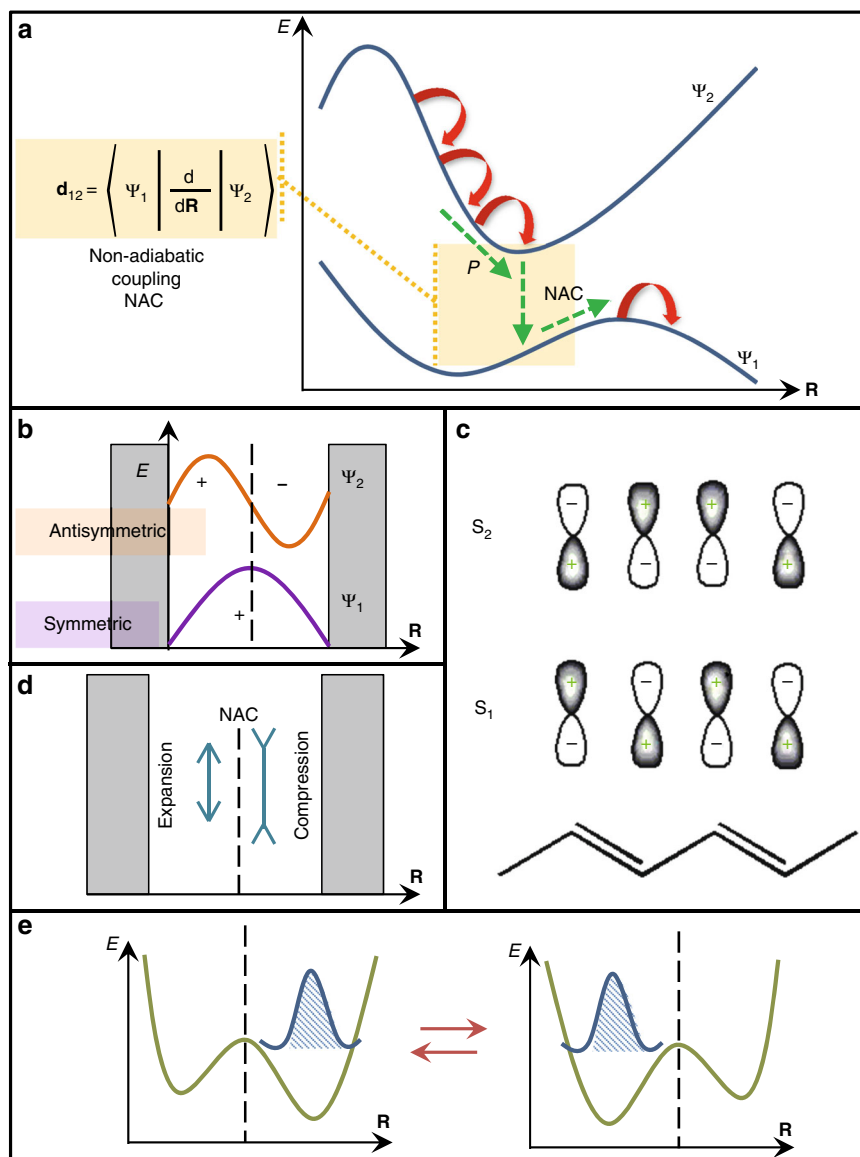 a
E
Ψ2
d12 = ⟨ Ψ1 | d/dR | Ψ2 ⟩
Non-adiabatic
coupling
NAC
P
NAC
Ψ1
R
b
E
+
−
Ψ2
Antisymmetric
Symmetric
+
Ψ1
R
c
S2
− + + −
+ − − +
S1
+ − + −
− + − +
d
NAC
Expansion
Compression
R
e
E
R
E
R